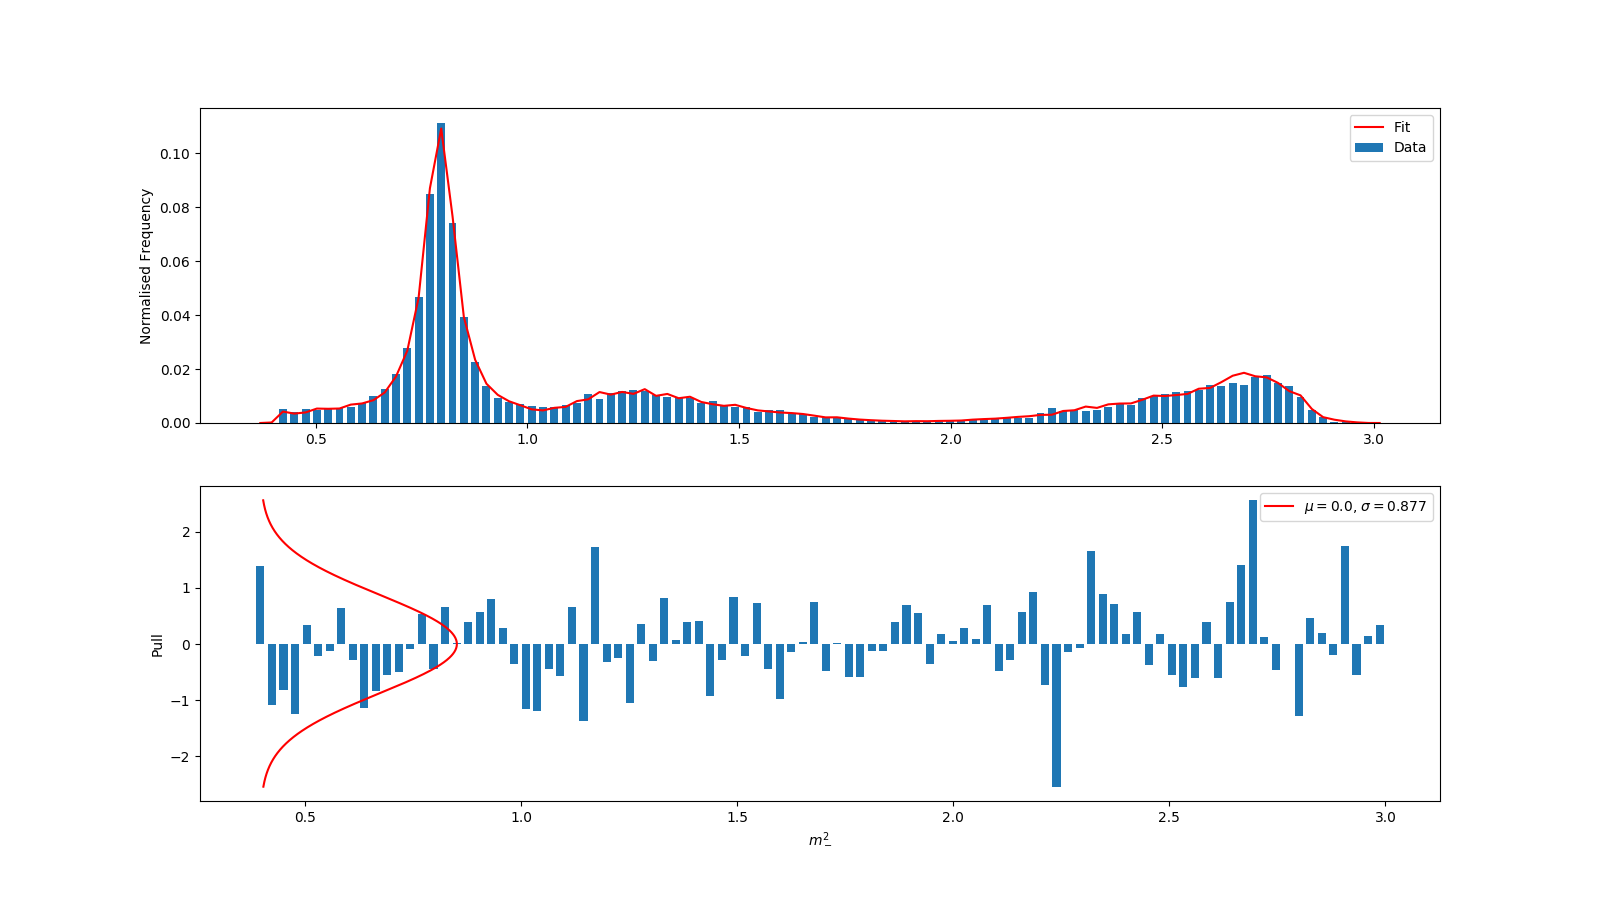 Fit
Data
Normalised Frequency
0.10
0.08
0.06
0.04
0.02
0.00
0.5 1.0 1.5 2.0 2.5 3.0
μ = 0.0, σ = 0.877
Pull
2
1
0
−1
−2
0.5 1.0 1.5 2.0 2.5 3.0
m²₋